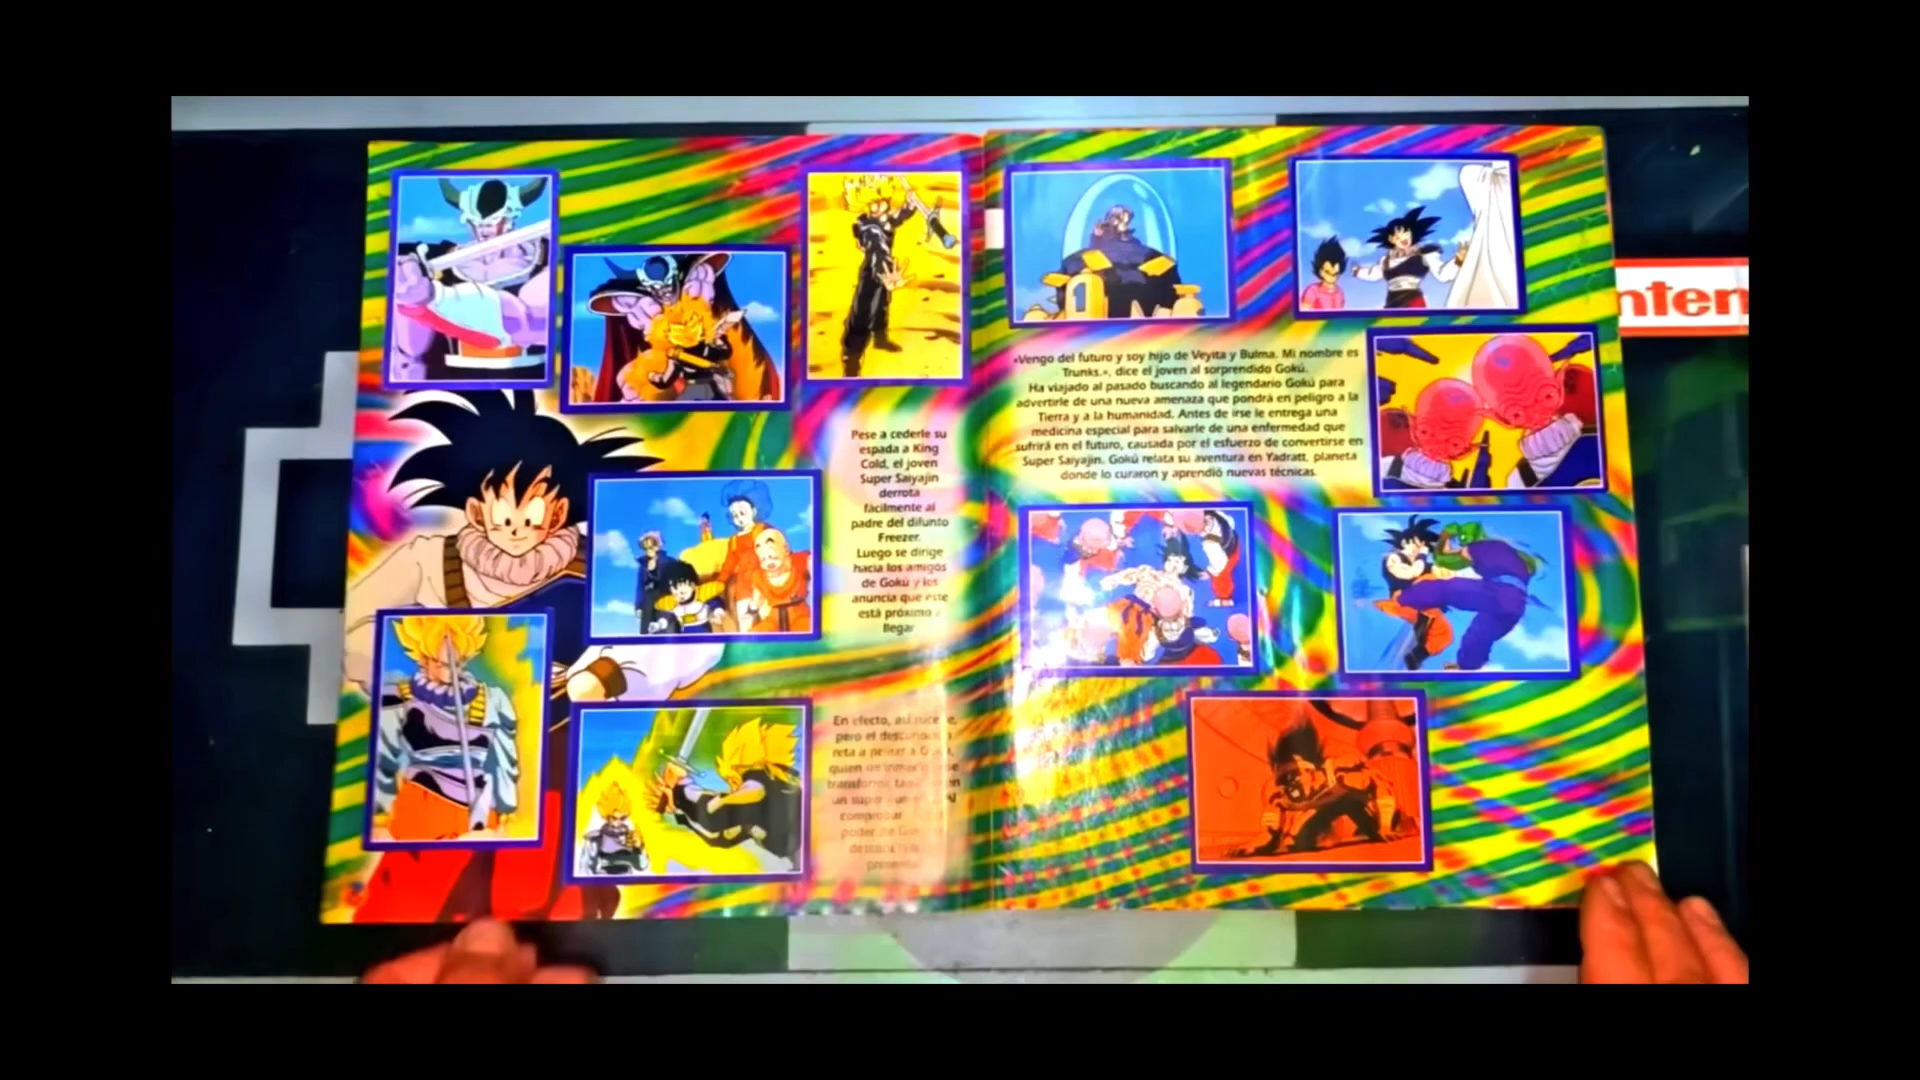 Pese a cederle su
espada a King
Cold, el joven
Super Saiyajin
derrota
fácilmente al
padre del difunto
Freezer.
Luego se dirige
hacia los amigos
de Gokú y les
anuncia que éste
está próximo a
llegar
En efecto, así sucede,
pero el
reta a pelear a
quien
un
comprobar
poder de
«Vengo del futuro y soy hijo de Veyita y Bulma. Mi nombre es
Trunks.», dice el joven al sorprendido Gokú.
Ha viajado al pasado buscando al legendario Gokú para
advertirle de una nueva amenaza que pondrá en peligro a la
Tierra y a la humanidad. Antes de irse le entrega una
medicina especial para salvarle de una enfermedad que
sufrirá en el futuro, causada por el esfuerzo de convertirse en
Super Saiyajin. Gokú relata su aventura en Yadratt, planeta
donde lo curaron y aprendió nuevas técnicas.
1
nten